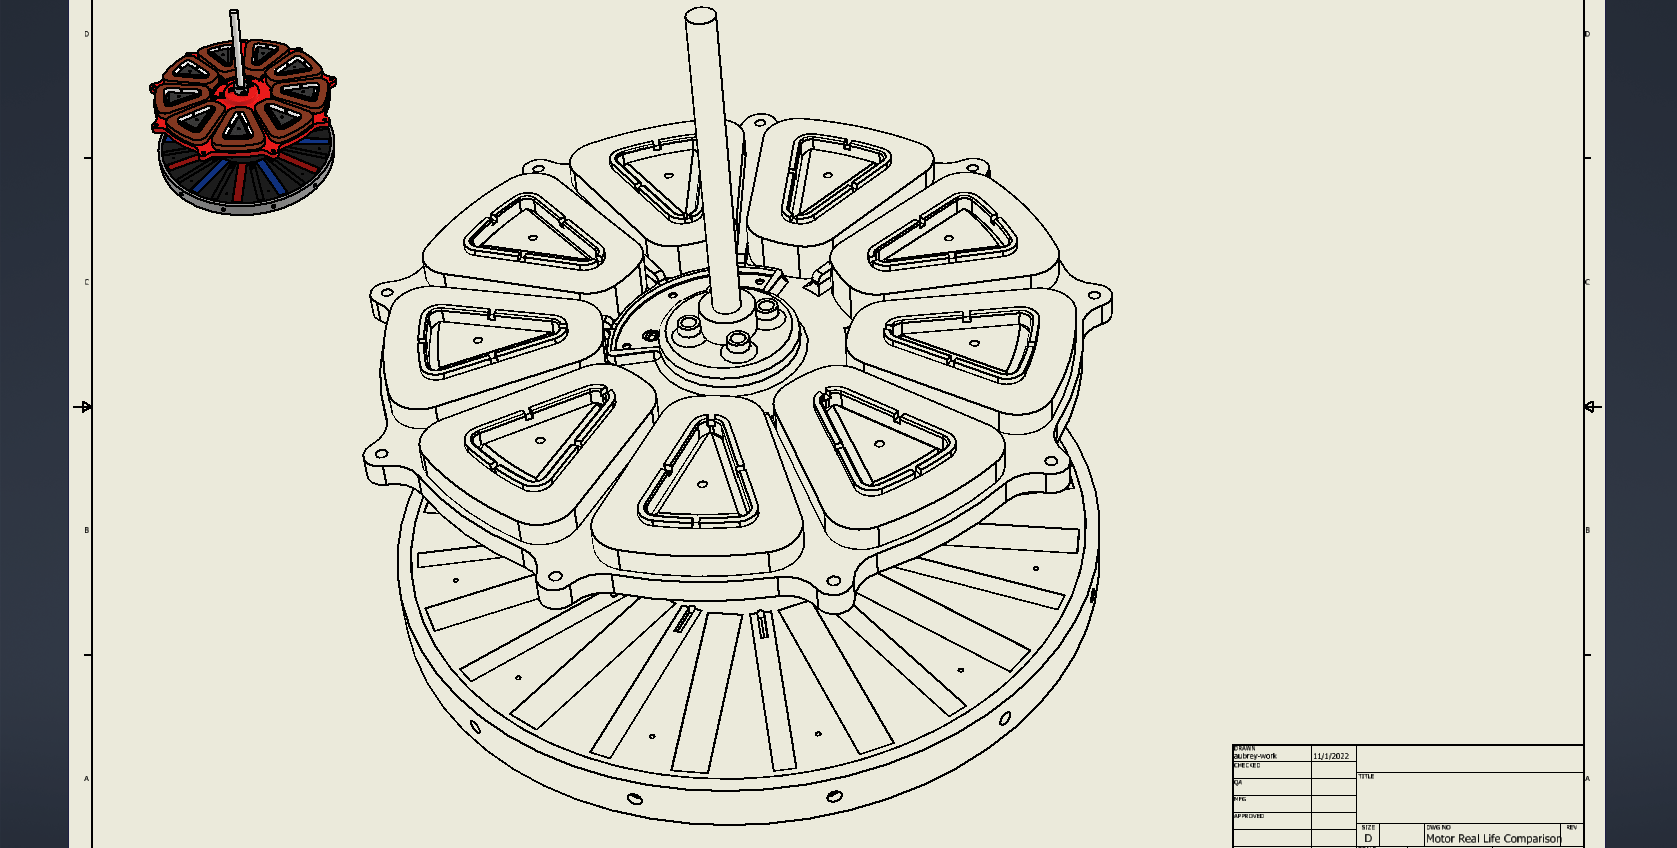 D
D
C
C
B
B
A
A
DRAWN
aubrey-work
11/1/2022
CHECKED
QA
MFG
APPROVED
TITLE
SIZE
D
DWG NO
Motor Real Life Comparison
REV